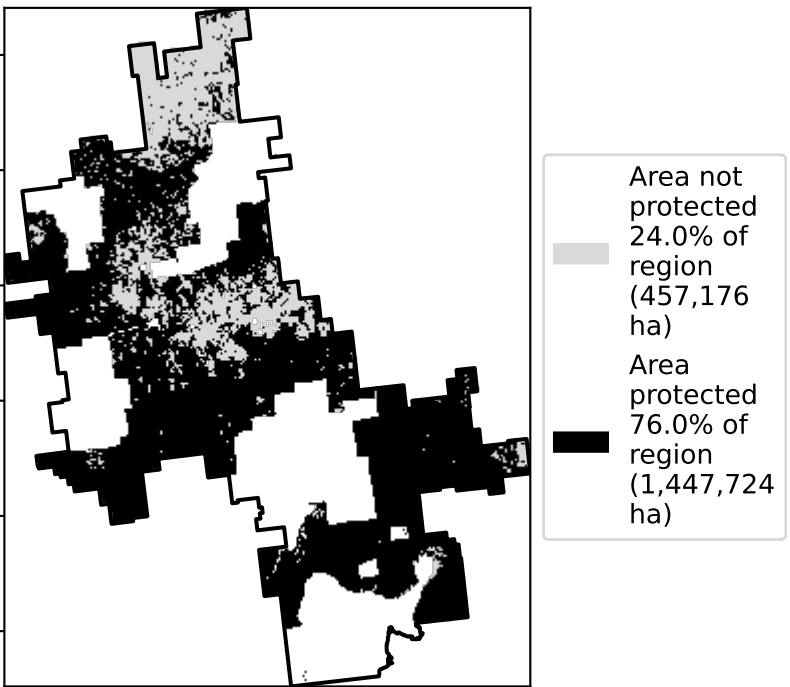 Area not
protected
24.0% of
region
(457,176
ha)
Area
protected
76.0% of
region
(1,447,724
ha)